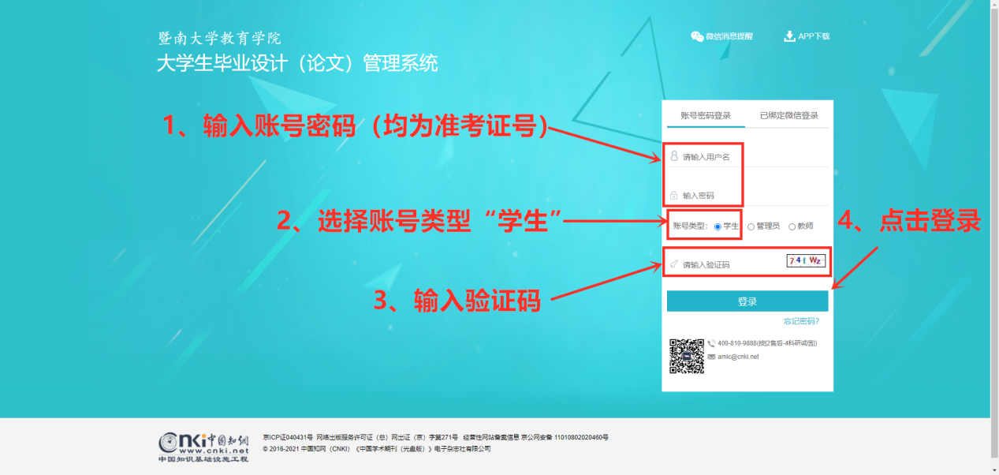 暨南大学教育学院
微信消息提醒
APP下载
大学生毕业设计（论文）管理系统
账号密码登录
已绑定微信登录
1、输入账号密码（均为准考证号）
请输入用户名
输入密码
2、选择账号类型“学生”
账号类型:
学生
管理员
教师
4、点击登录
请输入验证码
74fWz
3、输入验证码
登录
忘记密码?
400-810-9888(按[2售后-4科研诚信])
amlc@cnki.net
cnki中国知网
www.cnki.net
中国知识基础设施工程
京ICP证040431号 网络出版服务许可证（总）网出证（京）字第271号 经营性网站备案信息 京公网安备 11010802020460号
© 2016-2021 中国知网（CNKI）《中国学术期刊（光盘版）》电子杂志社有限公司